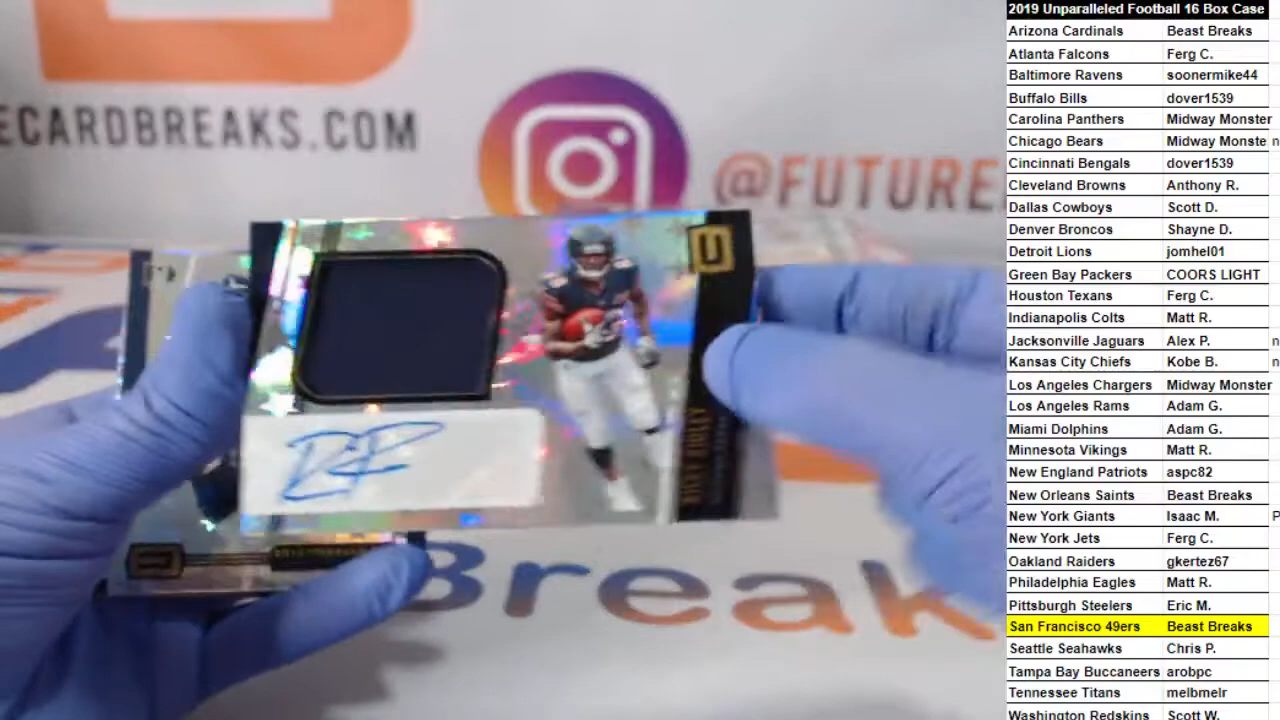 ECARDBREAKS.COM
@FUTURE
Break
2019 Unparalleled Football 16 Box Case
Arizona Cardinals Beast Breaks
Atlanta Falcons Ferg C.
Baltimore Ravens soonermike44
Buffalo Bills dover1539
Carolina Panthers Midway Monster
Chicago Bears Midway Monste n
Cincinnati Bengals dover1539
Cleveland Browns Anthony R.
Dallas Cowboys Scott D.
Denver Broncos Shayne D.
Detroit Lions jomhel01
Green Bay Packers COORS LIGHT
Houston Texans Ferg C.
Indianapolis Colts Matt R.
Jacksonville Jaguars Alex P. n
Kansas City Chiefs Kobe B. n
Los Angeles Chargers Midway Monster
Los Angeles Rams Adam G.
Miami Dolphins Adam G.
Minnesota Vikings Matt R.
New England Patriots aspc82
New Orleans Saints Beast Breaks
New York Giants Isaac M. P
New York Jets Ferg C.
Oakland Raiders gkertez67
Philadelphia Eagles Matt R.
Pittsburgh Steelers Eric M.
San Francisco 49ers Beast Breaks
Seattle Seahawks Chris P.
Tampa Bay Buccaneers arobpc
Tennessee Titans melbmelr
Washington Redskins Scott W.